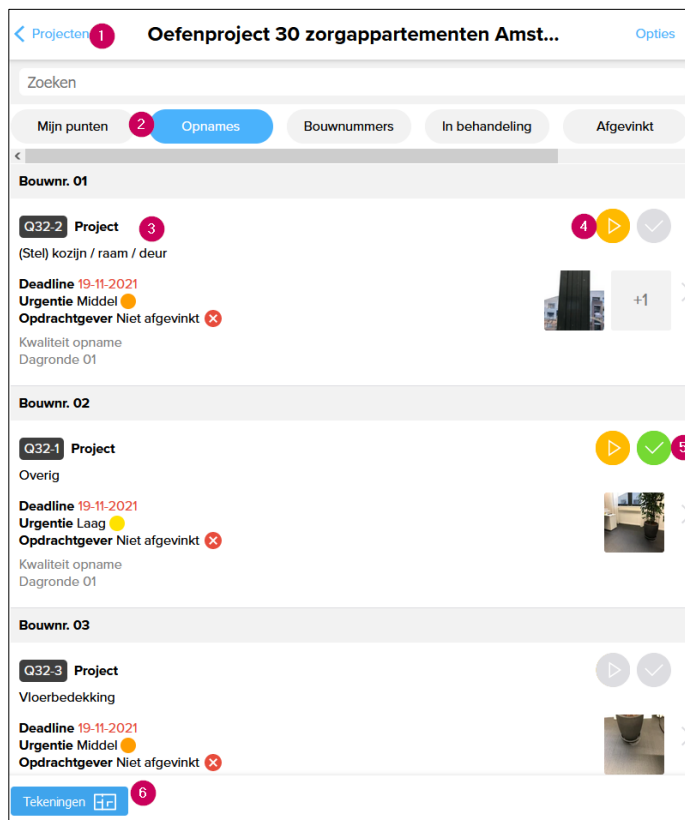 Projecten 1 Oefenproject 30 zorgappartementen Amst... Opties
Zoeken
Mijn punten 2 Opnames Bouwnummers In behandeling Afgevinkt
Bouwnr. 01
Q32-2 Project 3 4
(Stel) kozijn / raam / deur
Deadline 19-11-2021
Urgentie Middel
Opdrachtgever Niet afgevinkt
+1
Kwaliteit opname
Dagronde 01
Bouwnr. 02
Q32-1 Project 5
Overig
Deadline 19-11-2021
Urgentie Laag
Opdrachtgever Niet afgevinkt
Kwaliteit opname
Dagronde 01
Bouwnr. 03
Q32-3 Project
Vloerbedekking
Deadline 19-11-2021
Urgentie Middel
Opdrachtgever Niet afgevinkt
Tekeningen 6